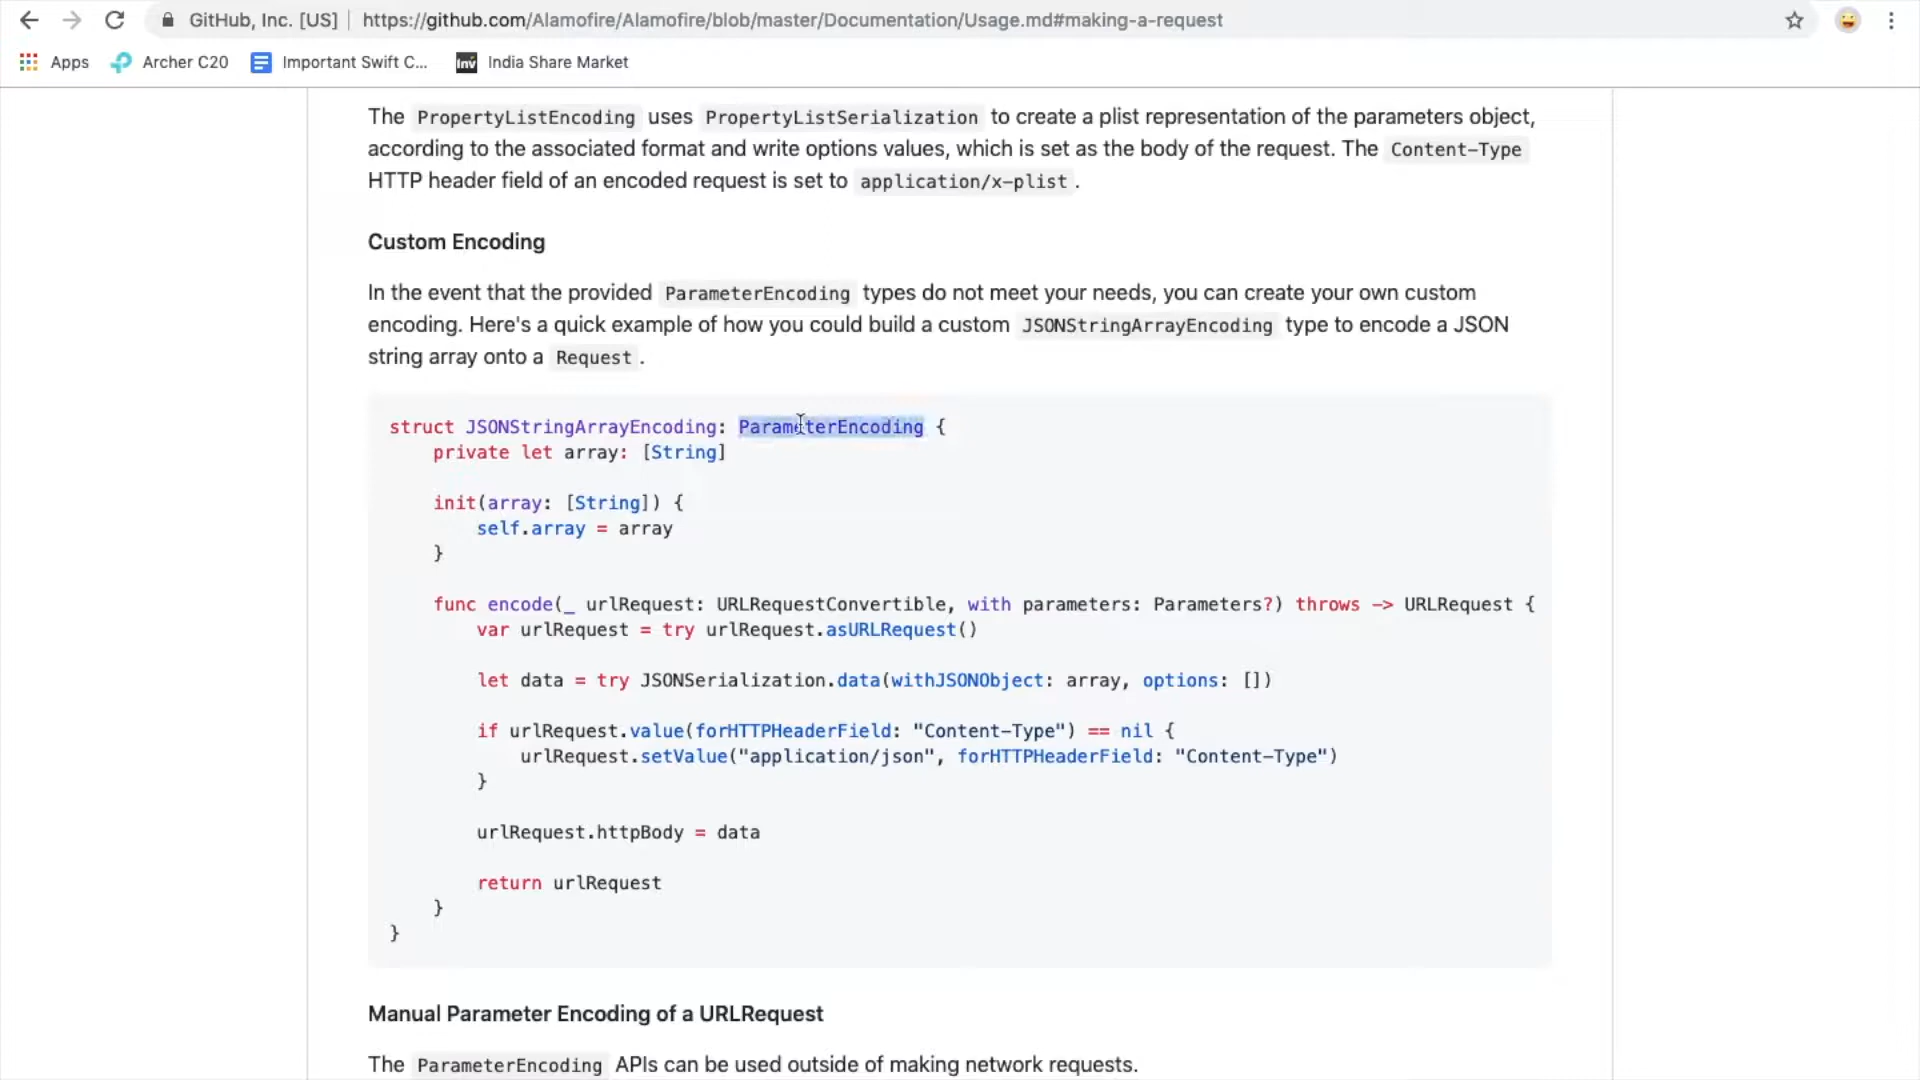 GitHub, Inc. [US] | https://github.com/Alamofire/Alamofire/blob/master/Documentation/Usage.md#making-a-request
Apps Archer C20 Important Swift C... Inv India Share Market
The PropertyListEncoding uses PropertyListSerialization to create a plist representation of the parameters object,
according to the associated format and write options values, which is set as the body of the request. The Content-Type
HTTP header field of an encoded request is set to application/x-plist .
Custom Encoding
In the event that the provided ParameterEncoding types do not meet your needs, you can create your own custom
encoding. Here's a quick example of how you could build a custom JSONStringArrayEncoding type to encode a JSON
string array onto a Request .
struct JSONStringArrayEncoding: ParameterEncoding {
    private let array: [String]
    init(array: [String]) {
        self.array = array
    }
    func encode(_ urlRequest: URLRequestConvertible, with parameters: Parameters?) throws -> URLRequest {
        var urlRequest = try urlRequest.asURLRequest()
        let data = try JSONSerialization.data(withJSONObject: array, options: [])
        if urlRequest.value(forHTTPHeaderField: "Content-Type") == nil {
            urlRequest.setValue("application/json", forHTTPHeaderField: "Content-Type")
        }
        urlRequest.httpBody = data
        return urlRequest
    }
}
Manual Parameter Encoding of a URLRequest
The ParameterEncoding APIs can be used outside of making network requests.